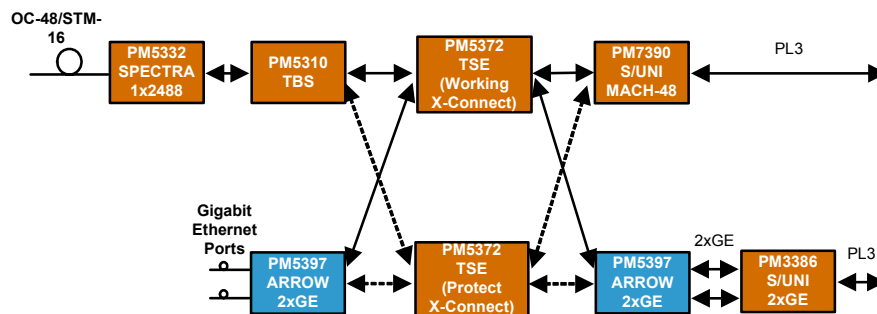 OC-48/STM-
16
PM5332
SPECTRA
1x2488
PM5310
TBS
PM5372
TSE
(Working
X-Connect)
PM7390
S/UNI
MACH-48
PL3
Gigabit
Ethernet
Ports
PM5397
ARROW
2xGE
PM5372
TSE
(Protect
X-Connect)
PM5397
ARROW
2xGE
2xGE
PM3386
S/UNI
2xGE
PL3